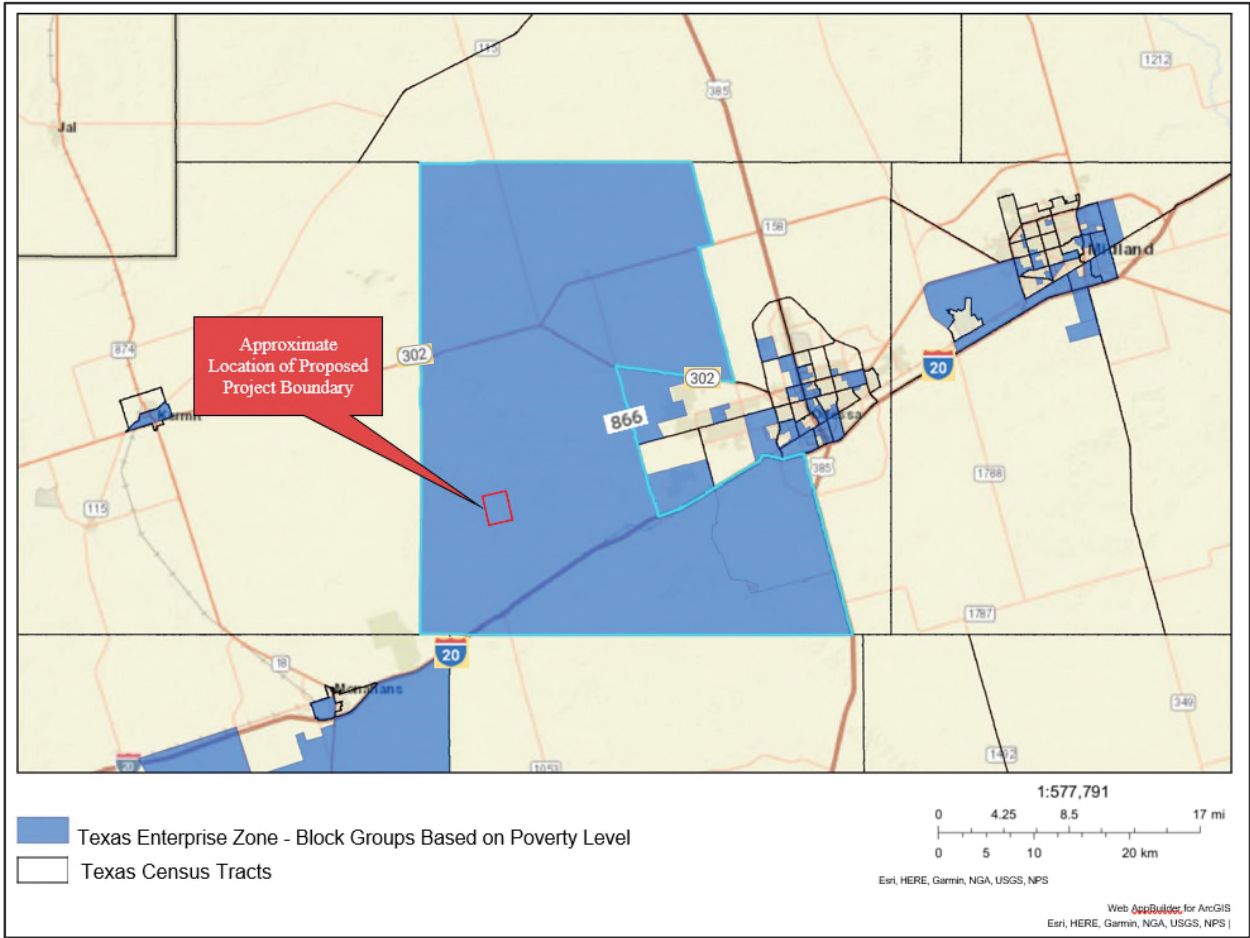 115
1212
385
Jal
158
Midland
874
302
Approximate
Location of Proposed
Project Boundary
20
302
866
Kermit
Odessa
385
1788
115
1787
20
18
Monahans
349
20
1053
1492
1:577,791
0 4.25 8.5 17 mi
0 5 10 20 km
Texas Enterprise Zone - Block Groups Based on Poverty Level
Texas Census Tracts
Esri, HERE, Garmin, NGA, USGS, NPS
Web AppBuilder for ArcGIS
Esri, HERE, Garmin, NGA, USGS, NPS |